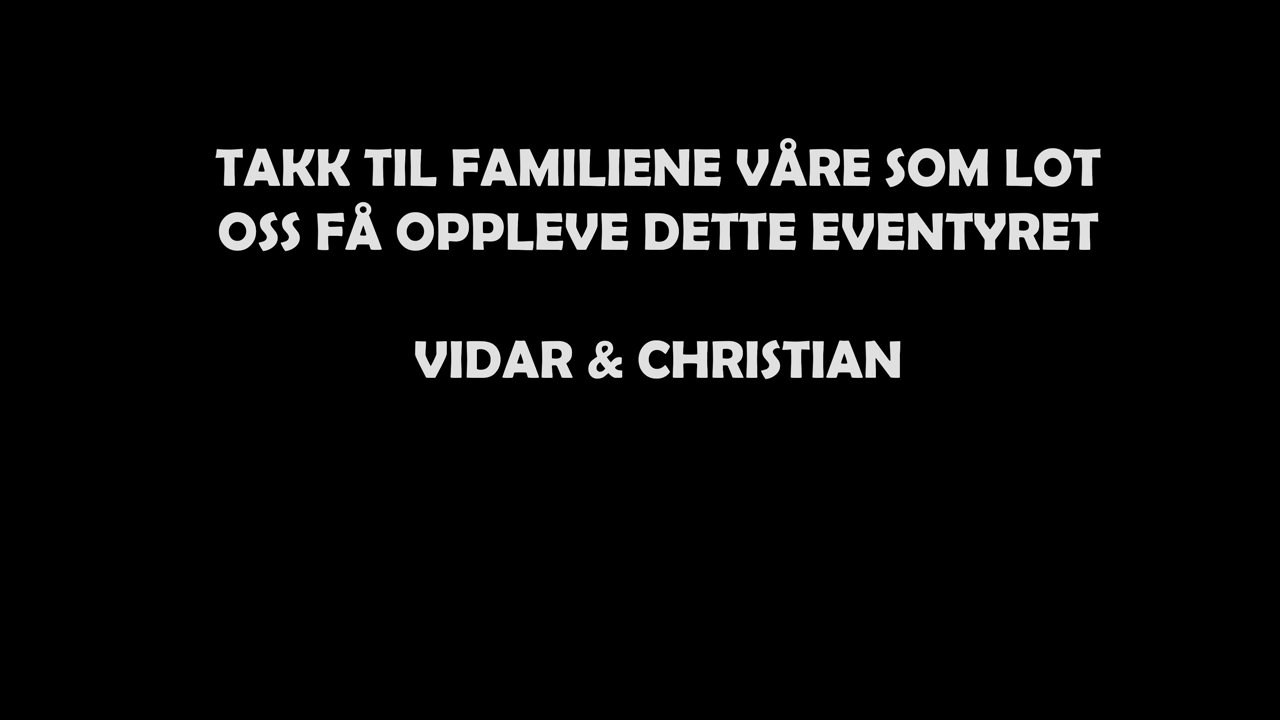 TAKK TIL FAMILIENE VÅRE SOM LOT
OSS FÅ OPPLEVE DETTE EVENTYRET
VIDAR & CHRISTIAN